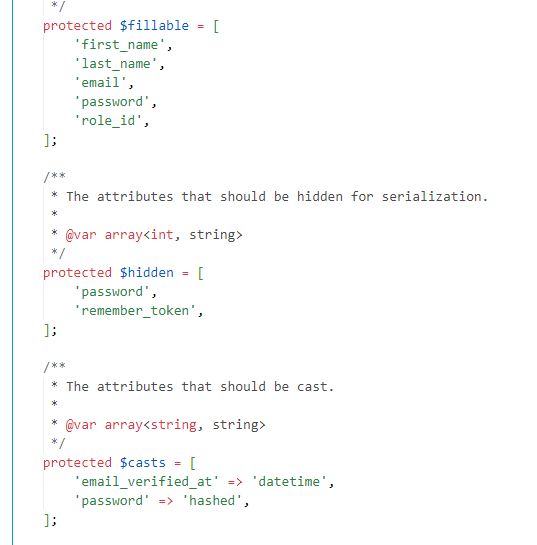 */
protected $fillable = [
'first_name',
'last_name',
'email',
'password',
'role_id',
];
/**
* The attributes that should be hidden for serialization.
*
* @var array<int, string>
*/
protected $hidden = [
'password',
'remember_token',
];
/**
* The attributes that should be cast.
*
* @var array<string, string>
*/
protected $casts = [
'email_verified_at' => 'datetime',
'password' => 'hashed',
];